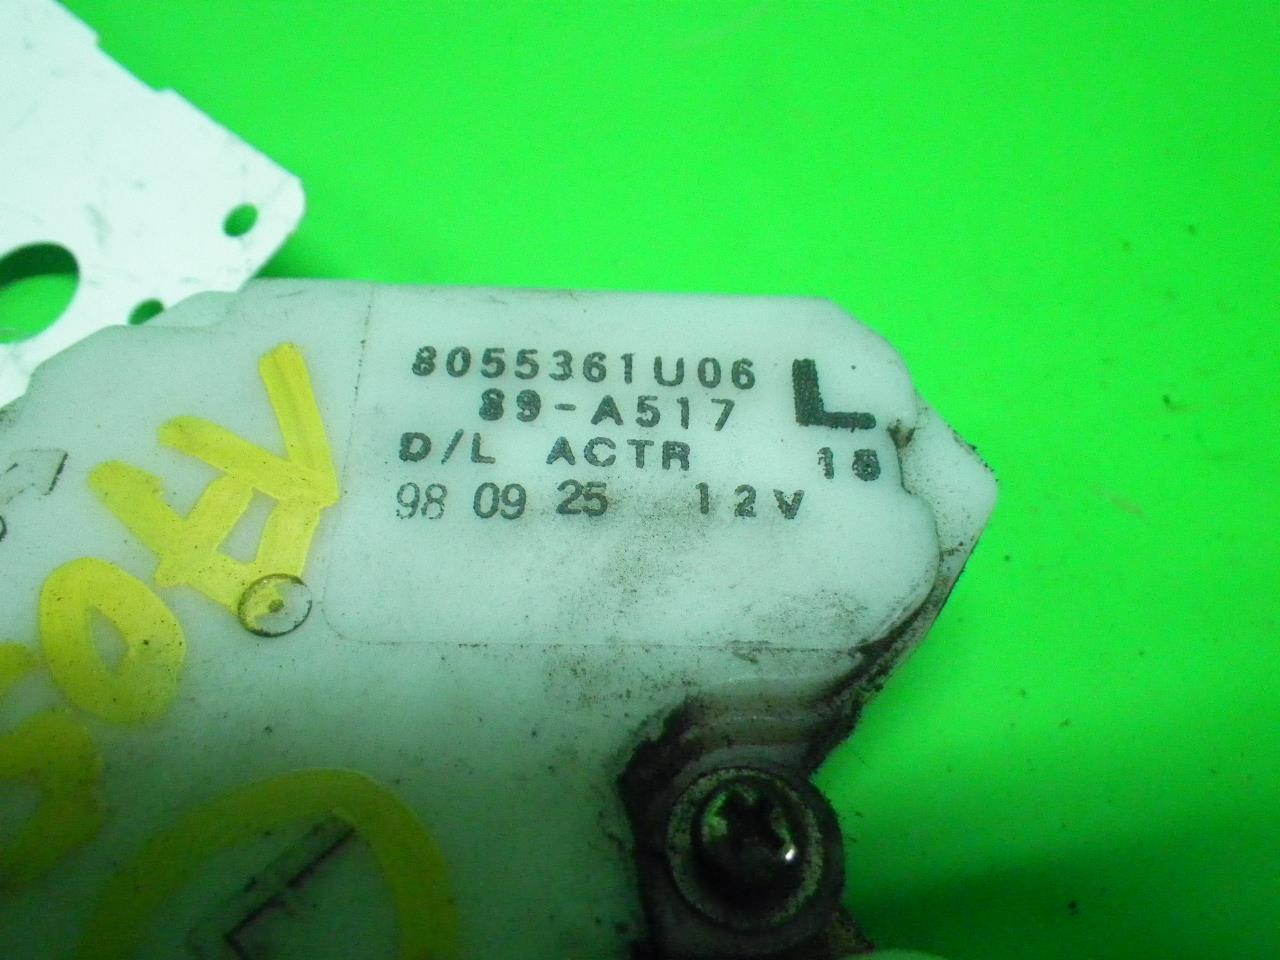 8055361U06 L
89-A517
D/L ACTR 16
98 09 25 12V